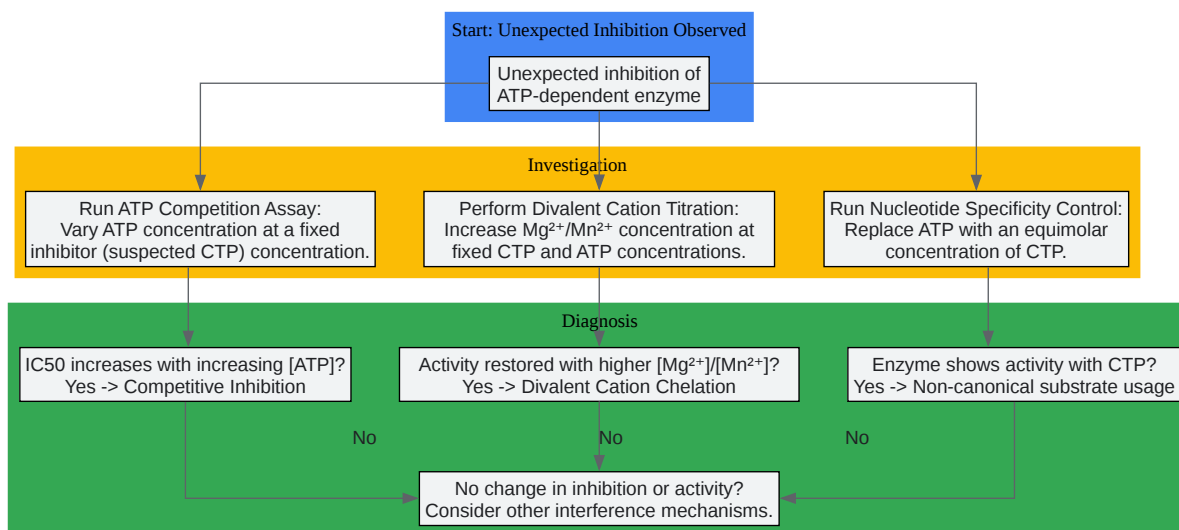 Start: Unexpected Inhibition Observed
Unexpected inhibition of
ATP-dependent enzyme
Investigation
Run ATP Competition Assay:
Vary ATP concentration at a fixed
inhibitor (suspected CTP) concentration.
Perform Divalent Cation Titration:
Increase Mg²⁺/Mn²⁺ concentration at
fixed CTP and ATP concentrations.
Run Nucleotide Specificity Control:
Replace ATP with an equimolar
concentration of CTP.
Diagnosis
IC50 increases with increasing [ATP]?
Yes -> Competitive Inhibition
Activity restored with higher [Mg²⁺]/[Mn²⁺]?
Yes -> Divalent Cation Chelation
Enzyme shows activity with CTP?
Yes -> Non-canonical substrate usage
No
No
No
No change in inhibition or activity?
Consider other interference mechanisms.